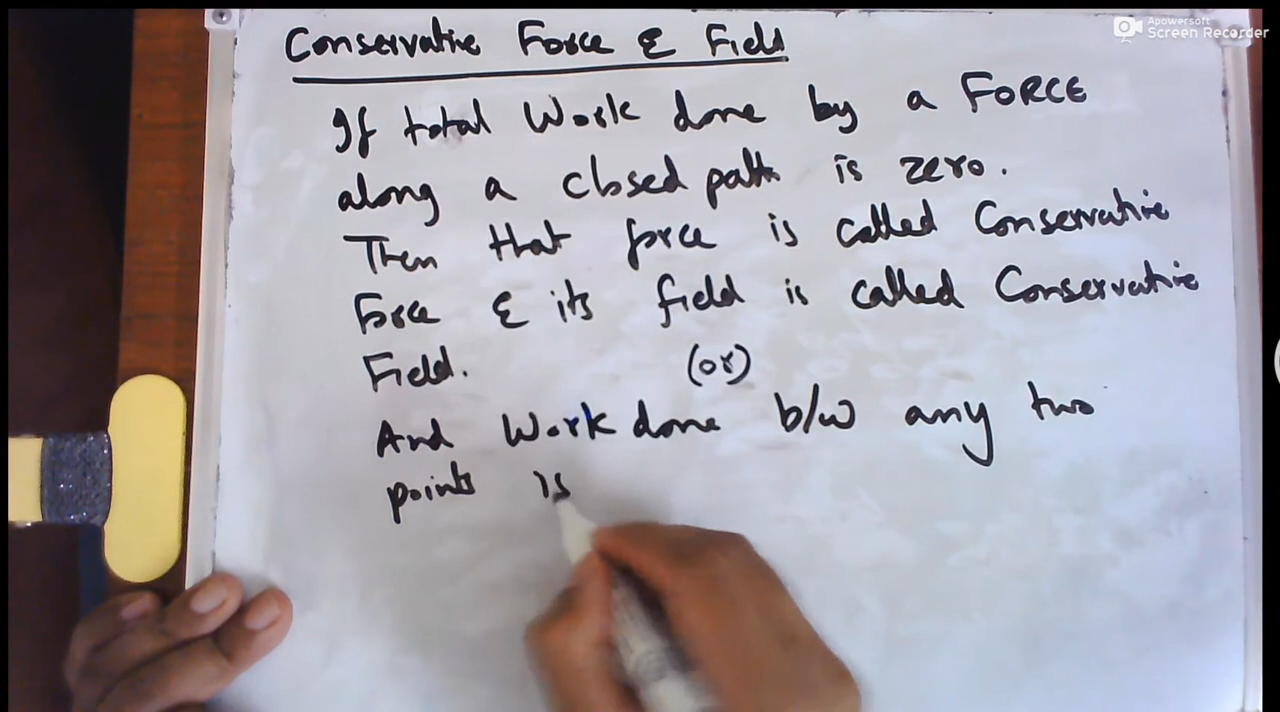 Apowersoft
Screen Recorder
Conservative Force & Field
If total Work done by a FORCE
along a closed path is zero.
Then that force is called Conservative
Force & its field is called Conservative
Field. (or)
And Work done b/w any two
points is